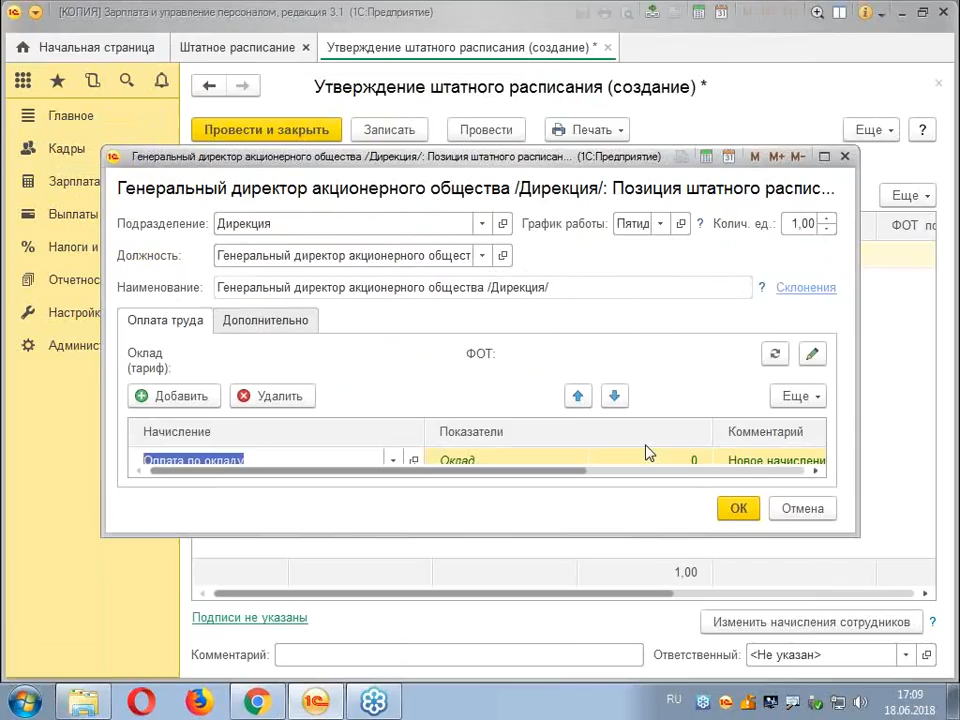 [КОПИЯ] Зарплата и управление персоналом, редакция 3.1 (1С:Предприятие)
M M+ M-
Начальная страница
Штатное расписание ×
Утверждение штатного расписания (создание) * ×
Главное
Кадры
Зарплата
Выплаты
Налоги и
Отчетнос
Настройк
Админис
Утверждение штатного расписания (создание) *
Провести и закрыть
Записать
Провести
Печать
Еще
?
Еще
ФОТ по
Генеральный директор акционерного общества /Дирекция/: Позиция штатного расписан... (1С:Предприятие)
M M+ M-
Генеральный директор акционерного общества /Дирекция/: Позиция штатного распис...
Подразделение: Дирекция
График работы: Пятид ?
Колич. ед.: 1,00
Должность: Генеральный директор акционерного общест
Наименование: Генеральный директор акционерного общества /Дирекция/ ? Склонения
Оплата труда
Дополнительно
Оклад
(тариф):
ФОТ:
Добавить
Удалить
Еще
Начисление
Показатели
Комментарий
Оплата по окладу
Оклад
0
Новое начислени
ОК
Отмена
1,00
Подписи не указаны
Изменить начисления сотрудников
?
Комментарий:
Ответственный: <Не указан>
RU
17:09
18.06.2018